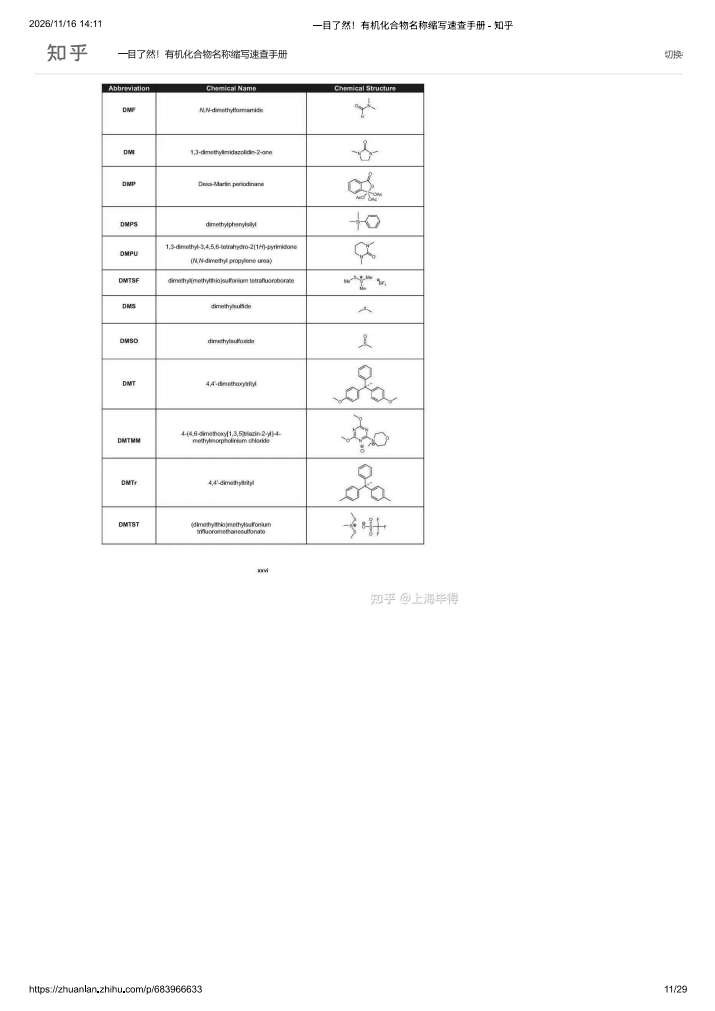 2026/11/16 14:11
一目了然！有机化合物名称缩写速查手册 - 知乎
知乎
一目了然！有机化合物名称缩写速查手册
切换
Abbreviation Chemical Name Chemical Structure
DMF N,N-dimethylformamide
DMI 1,3-dimethylimidazolidin-2-one
DMP Dess-Martin periodinane
DMPS dimethylphenylsilyl
DMPU 1,3-dimethyl-3,4,5,6-tetrahydro-2(1H)-pyrimidone
(N,N-dimethyl propylene urea)
DMTSF dimethyl(methylthio)sulfonium tetrafluoroborate
DMS dimethylsulfide
DMSO dimethylsulfoxide
DMT 4,4'-dimethoxytrityl
DMTMM 4-(4,6-dimethoxy[1,3,5]triazin-2-yl)-4-
methylmorpholinium chloride
DMTr 4,4'-dimethyltrityl
DMTST (dimethylthio)methylsulfonium
trifluoromethanesulfonate
xxvi
知乎 @上海毕得
https://zhuanlan.zhihu.com/p/683966633
11/29